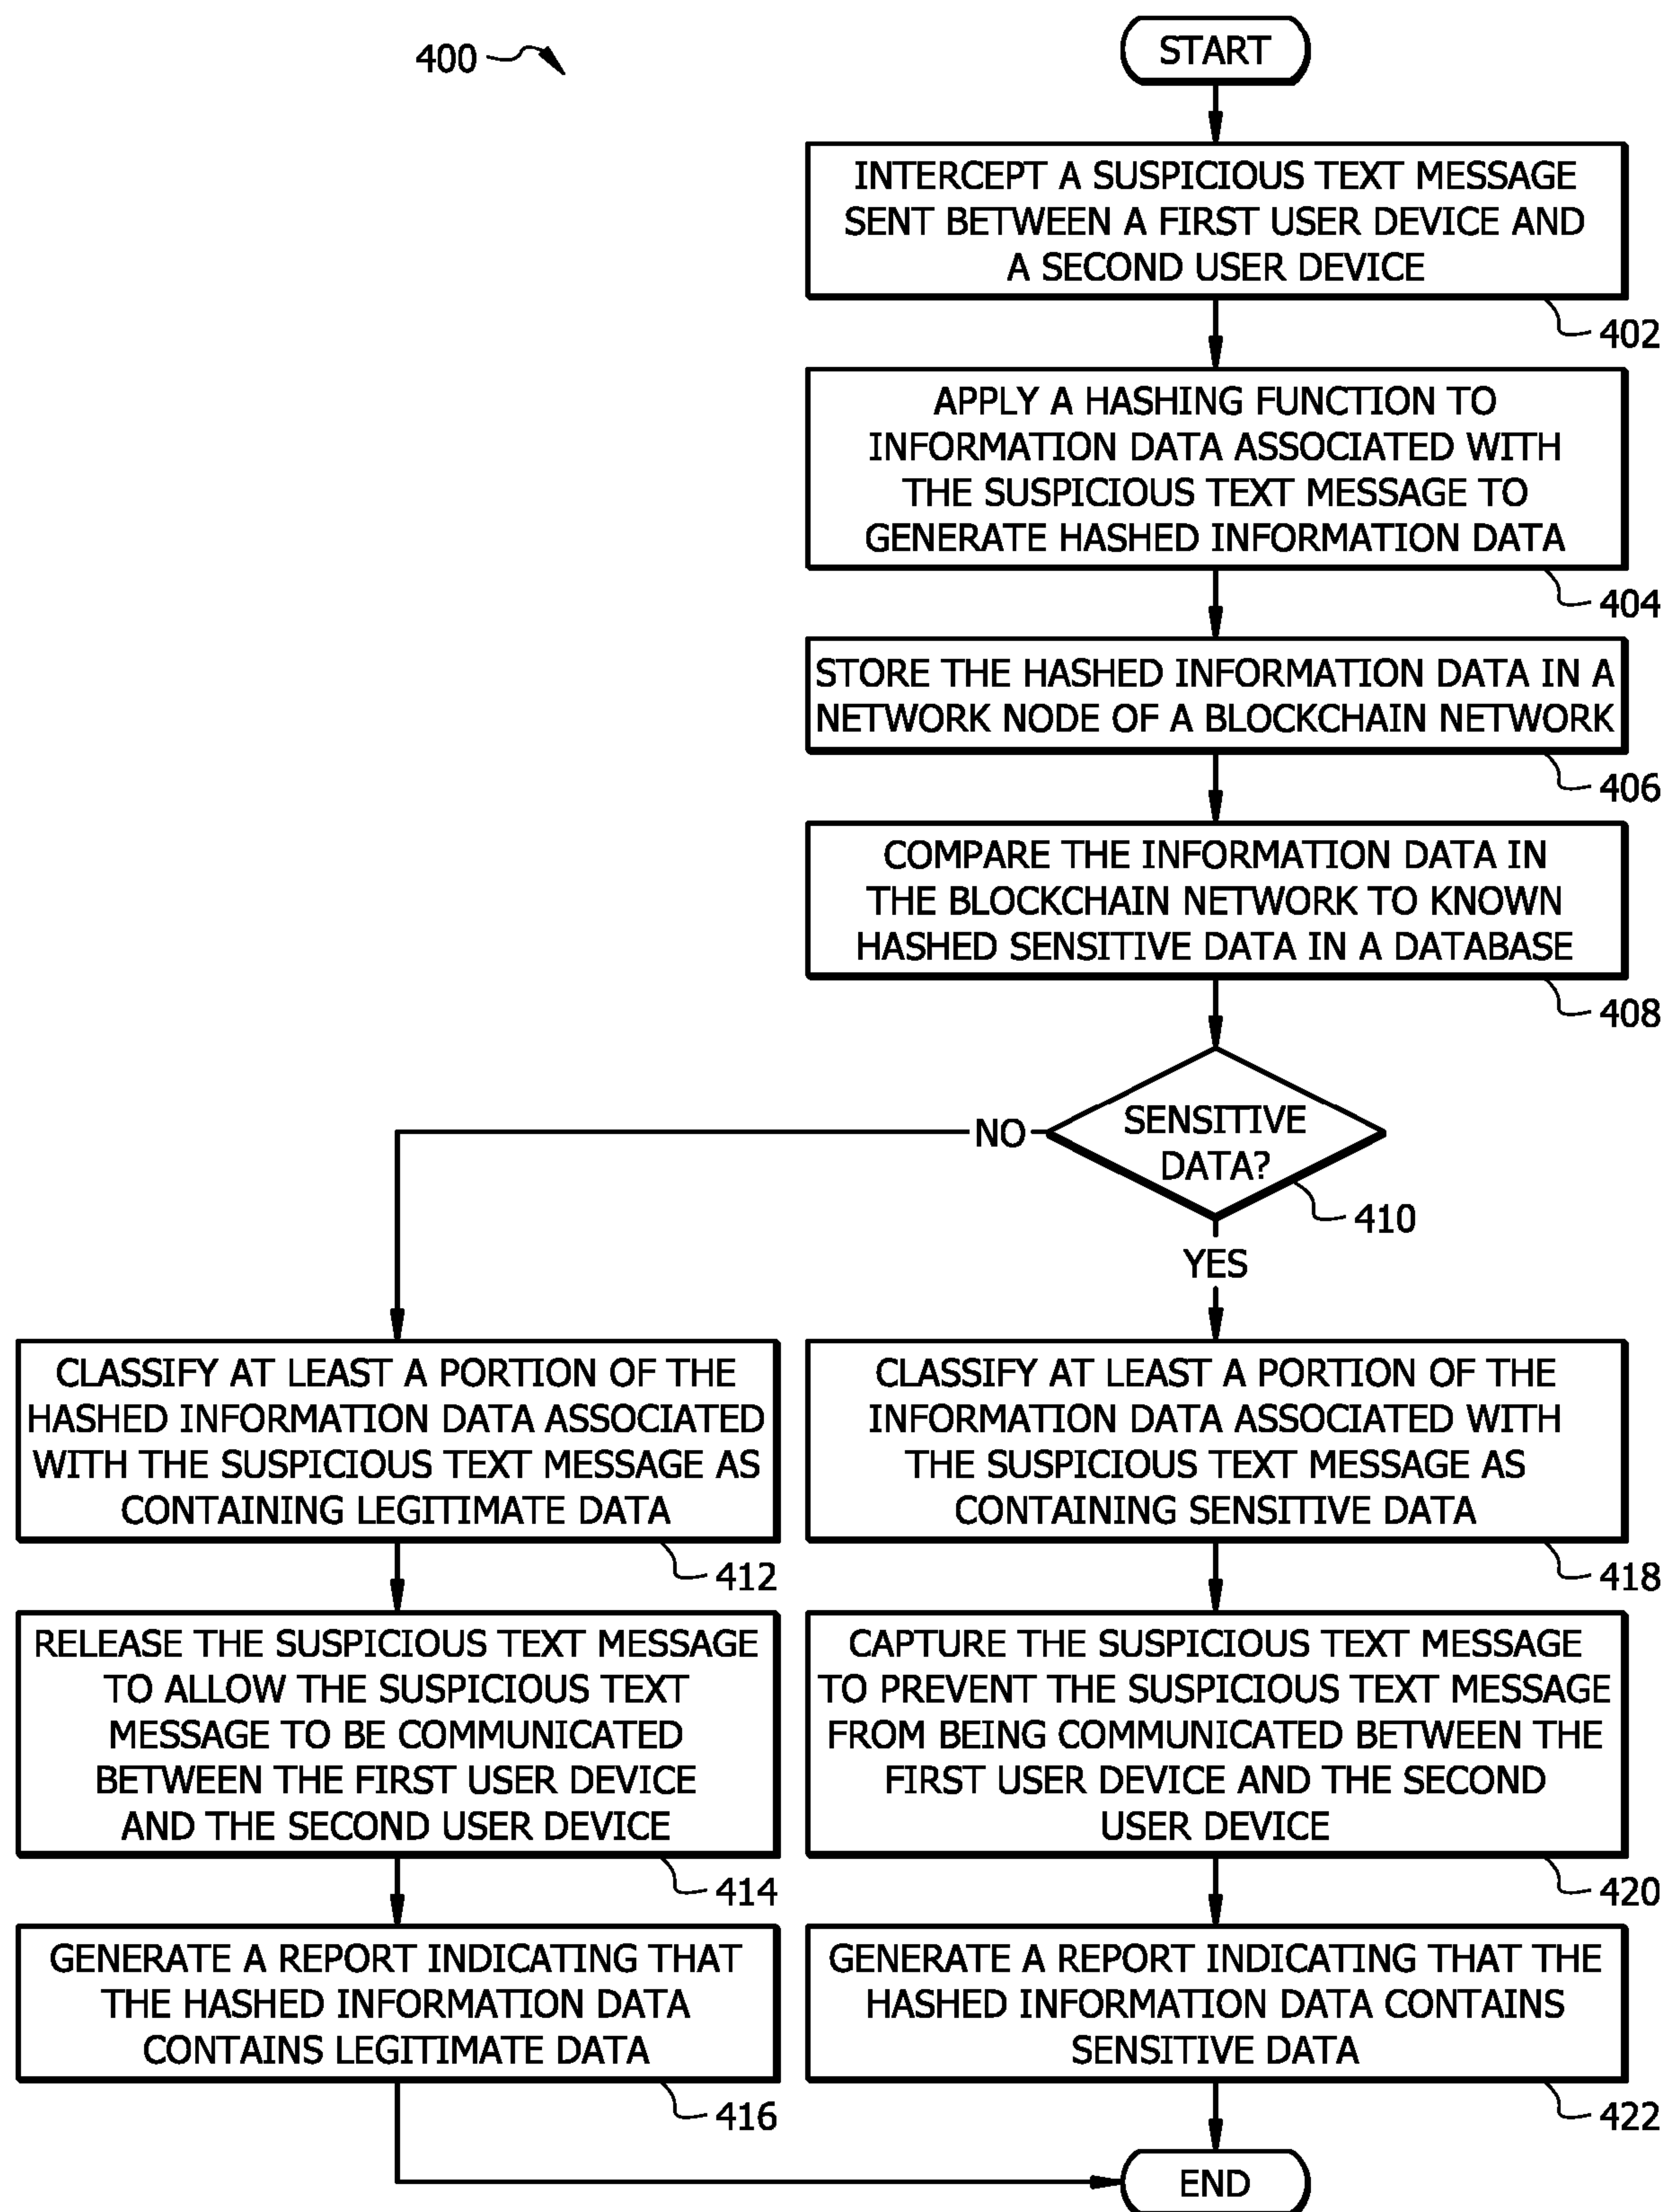 400
START
INTERCEPT A SUSPICIOUS TEXT MESSAGE
SENT BETWEEN A FIRST USER DEVICE AND
A SECOND USER DEVICE
402
APPLY A HASHING FUNCTION TO
INFORMATION DATA ASSOCIATED WITH
THE SUSPICIOUS TEXT MESSAGE TO
GENERATE HASHED INFORMATION DATA
404
STORE THE HASHED INFORMATION DATA IN A
NETWORK NODE OF A BLOCKCHAIN NETWORK
406
COMPARE THE INFORMATION DATA IN
THE BLOCKCHAIN NETWORK TO KNOWN
HASHED SENSITIVE DATA IN A DATABASE
408
SENSITIVE
DATA?
410
NO
YES
CLASSIFY AT LEAST A PORTION OF THE
HASHED INFORMATION DATA ASSOCIATED
WITH THE SUSPICIOUS TEXT MESSAGE AS
CONTAINING LEGITIMATE DATA
412
RELEASE THE SUSPICIOUS TEXT MESSAGE
TO ALLOW THE SUSPICIOUS TEXT
MESSAGE TO BE COMMUNICATED
BETWEEN THE FIRST USER DEVICE
AND THE SECOND USER DEVICE
414
GENERATE A REPORT INDICATING THAT
THE HASHED INFORMATION DATA
CONTAINS LEGITIMATE DATA
416
CLASSIFY AT LEAST A PORTION OF THE
INFORMATION DATA ASSOCIATED WITH
THE SUSPICIOUS TEXT MESSAGE AS
CONTAINING SENSITIVE DATA
418
CAPTURE THE SUSPICIOUS TEXT MESSAGE
TO PREVENT THE SUSPICIOUS TEXT MESSAGE
FROM BEING COMMUNICATED BETWEEN THE
FIRST USER DEVICE AND THE SECOND
USER DEVICE
420
GENERATE A REPORT INDICATING THAT THE
HASHED INFORMATION DATA CONTAINS
SENSITIVE DATA
422
END